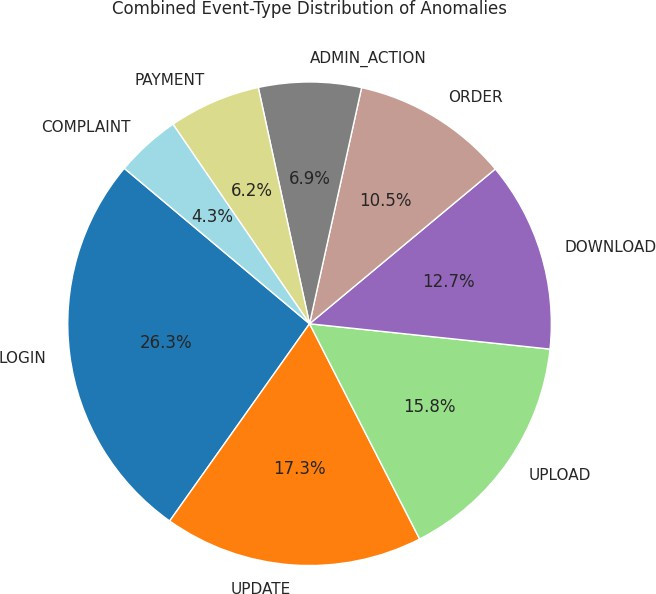 Combined Event-Type Distribution of Anomalies
ADMIN_ACTION
PAYMENT
ORDER
COMPLAINT
6.9%
6.2%
10.5%
4.3%
DOWNLOAD
12.7%
26.3%
LOGIN
15.8%
17.3%
UPLOAD
UPDATE